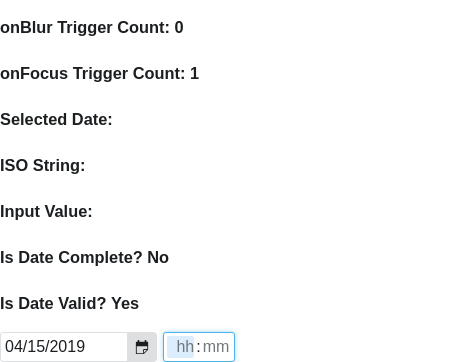 onBlur Trigger Count: 0
onFocus Trigger Count: 1
Selected Date:
ISO String:
Input Value:
Is Date Complete? No
Is Date Valid? Yes
04/15/2019 hh:mm